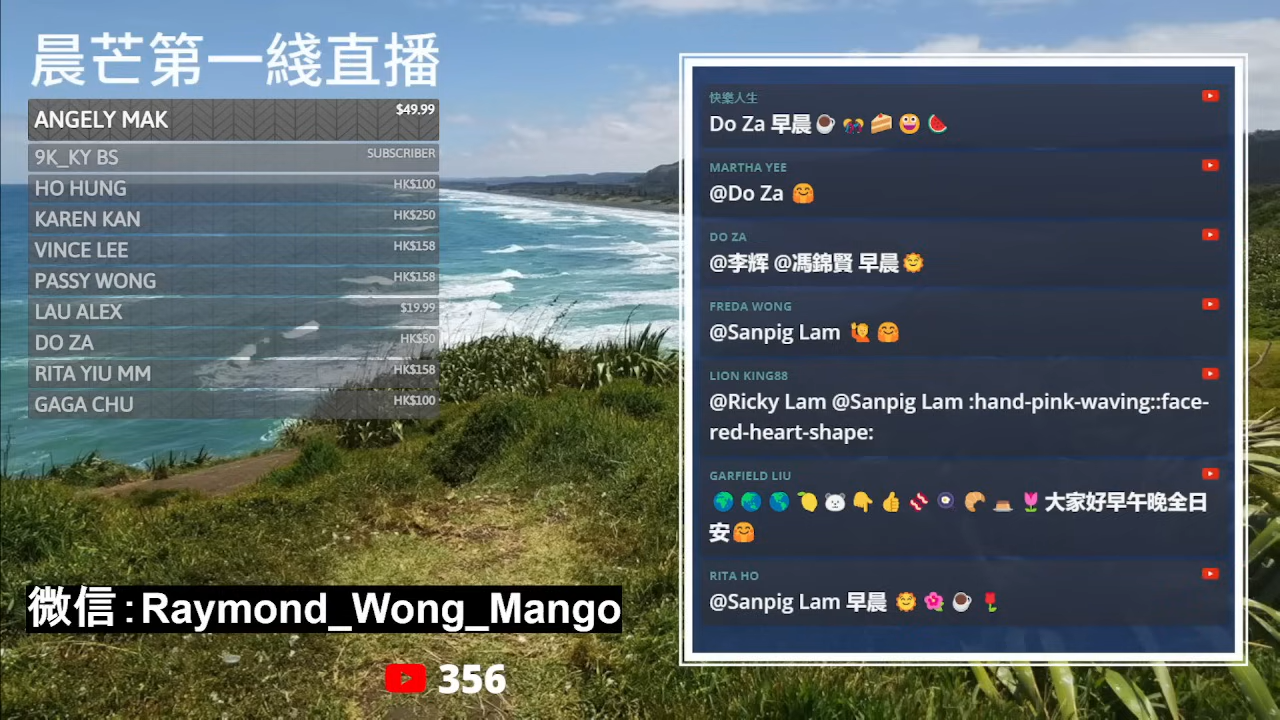 晨芒第一綫直播
ANGELY MAK $49.99
9K_KY BS SUBSCRIBER
HO HUNG HK$100
KAREN KAN HK$250
VINCE LEE HK$158
PASSY WONG HK$158
LAU ALEX $19.99
DO ZA HK$50
RITA YIU MM HK$158
GAGA CHU HK$100
微信:Raymond_Wong_Mango
356
快樂人生
Do Za 早晨☕🎊🍰😃🍉
MARTHA YEE
@Do Za 🤗
DO ZA
@李辉 @馮錦賢 早晨🌞
FREDA WONG
@Sanpig Lam 🙋🤗
LION KING88
@Ricky Lam @Sanpig Lam :hand-pink-waving::face-
red-heart-shape:
GARFIELD LIU
🌍🌏🌎🍋🐻‍❄️👇👍🥓🍳🥐🍮🌷大家好早午晚全日
安🤗
RITA HO
@Sanpig Lam 早晨 🌞🌺☕🌹